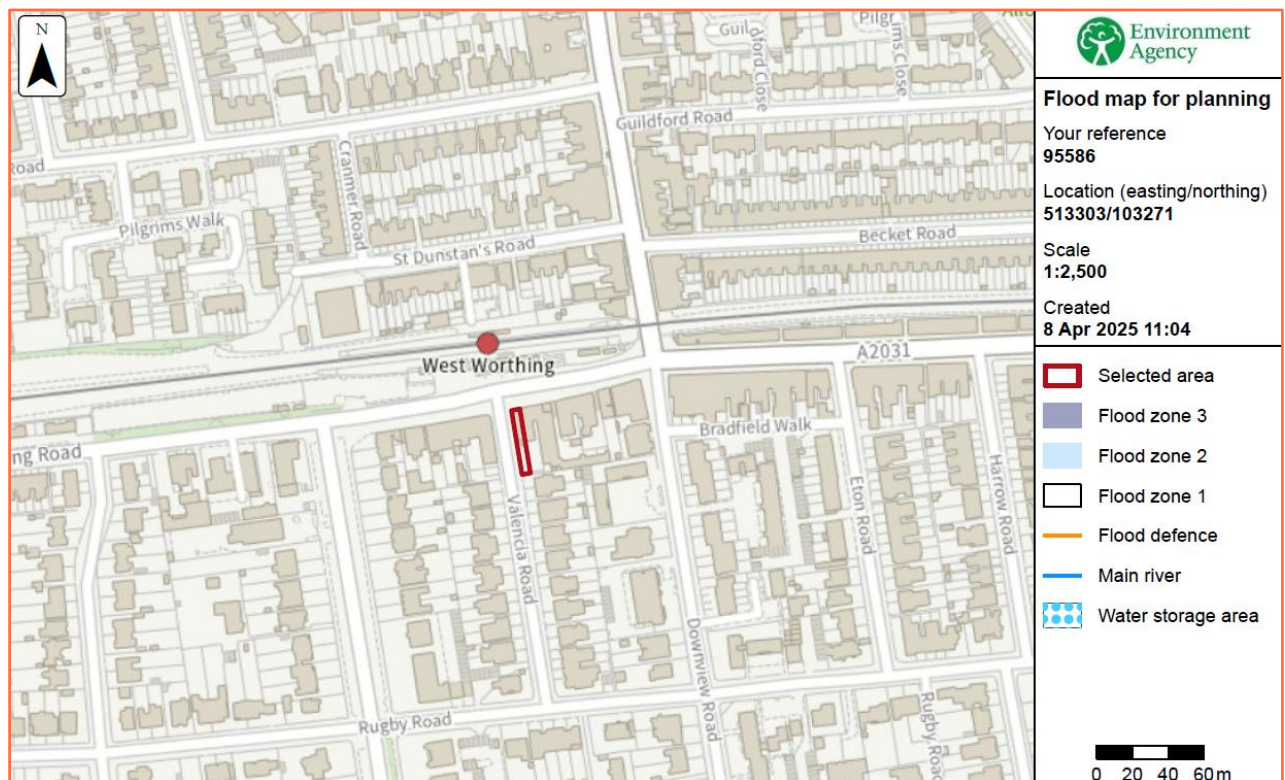 N
Guildford Close
Pilgrims Close
Guildford Road
Road
Cranmer Road
Pilgrims Walk
St Dunstan's Road
Becket Road
West Worthing
A2031
Bradfield Walk
ng Road
Valencia Road
Eton Road
Harrow Road
Downview Road
Rugby Road
Rugby Road
Environment
Agency
Flood map for planning
Your reference
95586
Location (easting/northing)
513303/103271
Scale
1:2,500
Created
8 Apr 2025 11:04
Selected area
Flood zone 3
Flood zone 2
Flood zone 1
Flood defence
Main river
Water storage area
0 20 40 60m